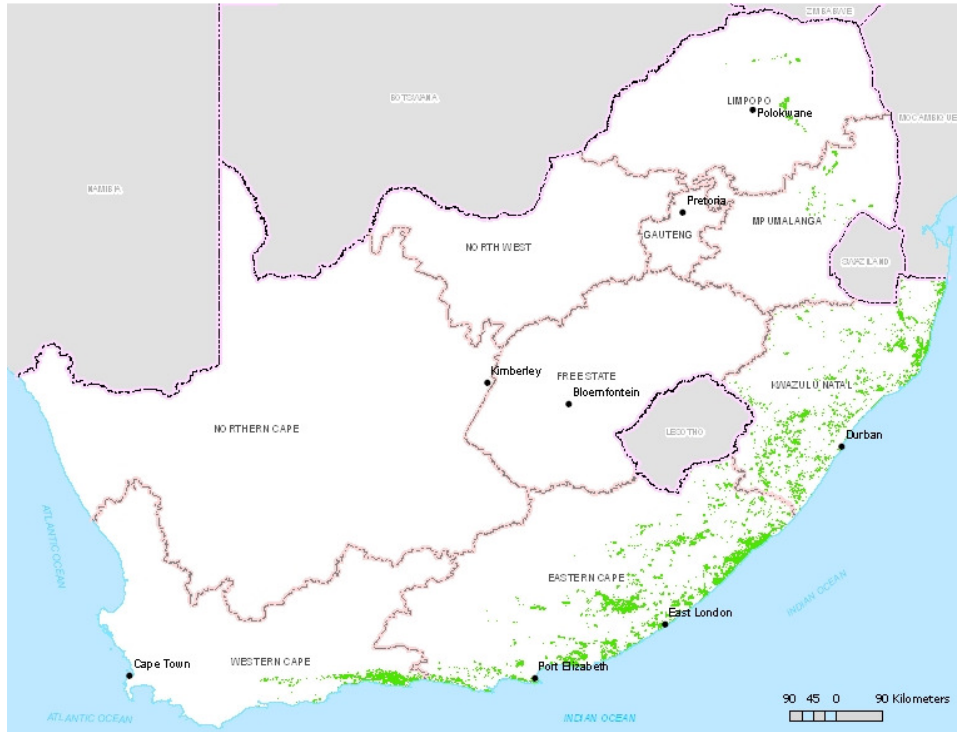 ZIMBABWE
BOTSWANA
LIMPOPO
Polokwane
MOCAMBIQUE
NAMIBIA
Pretoria
MPUMALANGA
GAUTENG
NORTH WEST
SWAZILAND
Kimberley
FREE STATE
KWAZULU NATAL
Bloemfontein
NORTHERN CAPE
LESOTHO
Durban
ATLANTIC OCEAN
EASTERN CAPE
INDIAN OCEAN
East London
Cape Town
WESTERN CAPE
Port Elizabeth
90 45 0 90 Kilometers
ATLANTIC OCEAN
INDIAN OCEAN